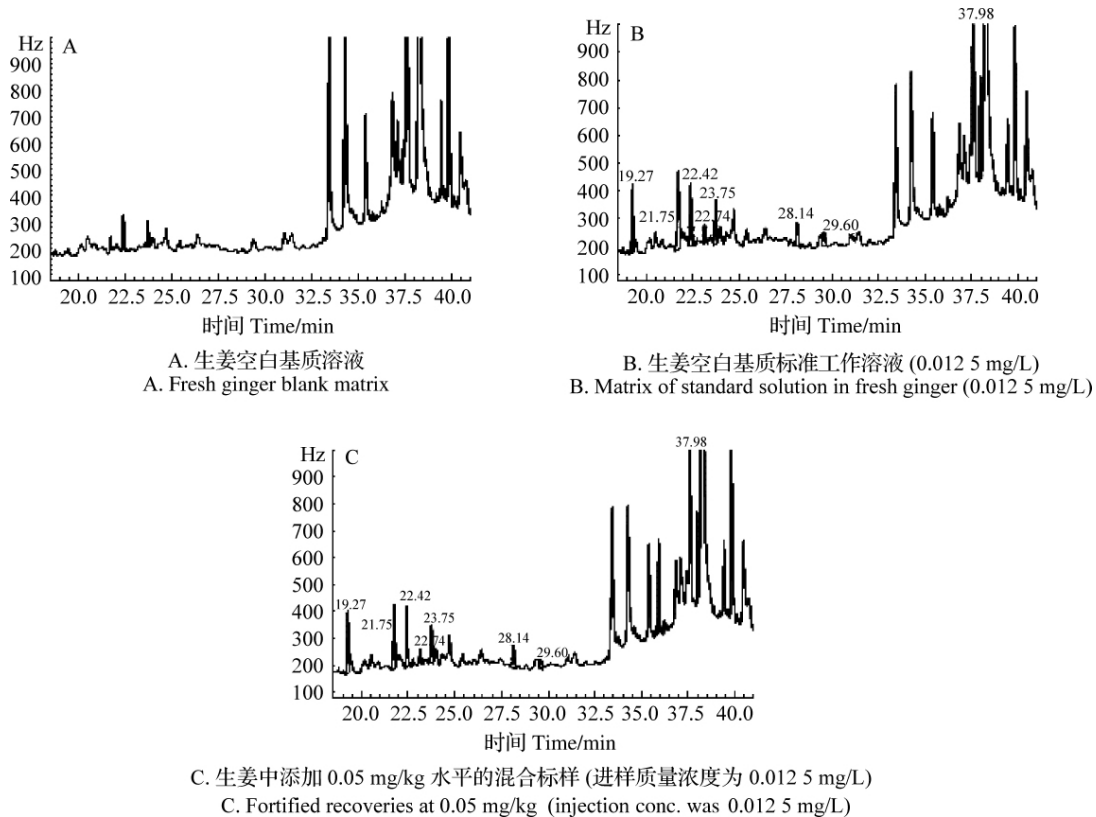 Hz
A
900
800
700
600
500
400
300
200
100
20.0 22.5 25.0 27.5 30.0 32.5 35.0 37.5 40.0
时间 Time/min
A. 生姜空白基质溶液
A. Fresh ginger blank matrix
37.98
Hz
B
900
800
700
600
500
400
300
200
100
19.27
21.75
22.42
23.75
22.74
28.14
29.60
20.0 22.5 25.0 27.5 30.0 32.5 35.0 37.5 40.0
时间 Time/min
B. 生姜空白基质标准工作溶液 (0.012 5 mg/L)
B. Matrix of standard solution in fresh ginger (0.012 5 mg/L)
37.98
Hz
C
900
800
700
600
500
400
300
200
100
19.27
21.75
22.42
23.75
22.74
28.14
29.60
20.0 22.5 25.0 27.5 30.0 32.5 35.0 37.5 40.0
时间 Time/min
C. 生姜中添加 0.05 mg/kg 水平的混合标样 (进样质量浓度为 0.012 5 mg/L)
C. Fortified recoveries at 0.05 mg/kg (injection conc. was 0.012 5 mg/L)